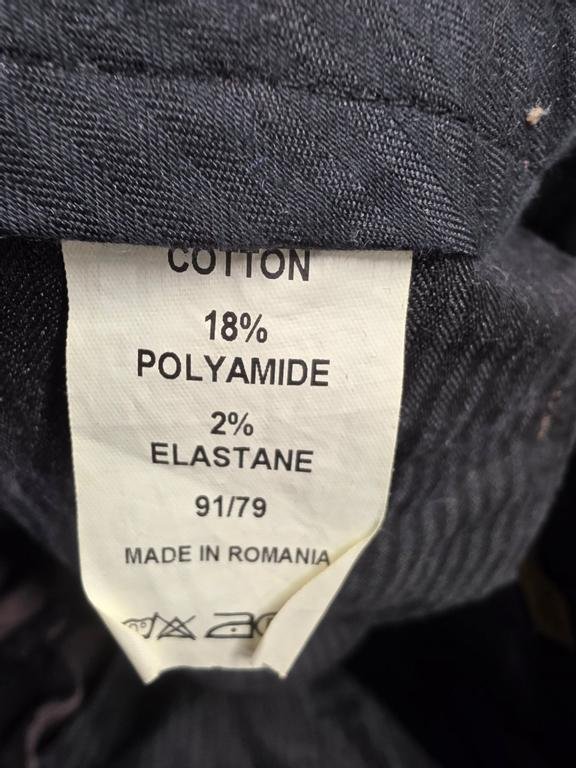 COTTON
18%
POLYAMIDE
2%
ELASTANE
91/79
MADE IN ROMANIA